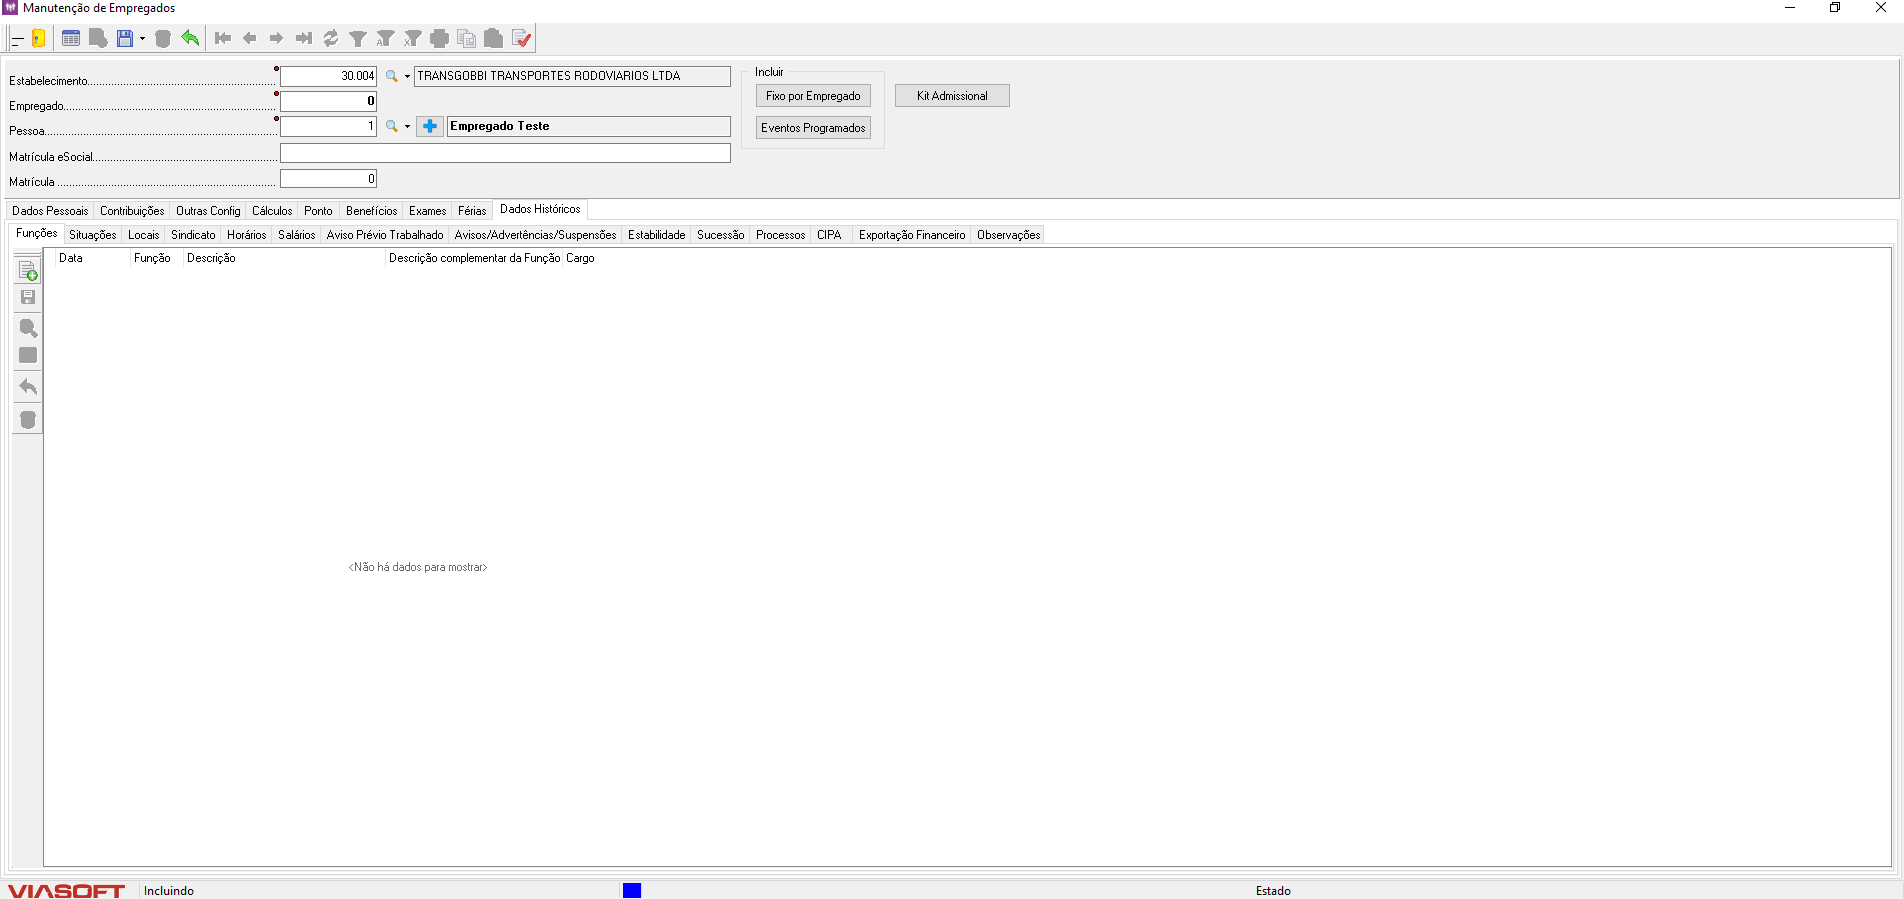 Manutenção de Empregados
Estabelecimento 30.004 TRANSGOBBI TRANSPORTES RODOVIARIOS LTDA
Empregado 0
Pessoa 1 Empregado Teste
Matrícula eSocial
Matrícula 0
Incluir
Fixo por Empregado
Eventos Programados
Kit Admissional
Dados Pessoais Contribuições Outras Config Cálculos Ponto Benefícios Exames Férias Dados Históricos
Funções Situações Locais Sindicato Horários Salários Aviso Prévio Trabalhado Avisos/Advertências/Suspensões Estabilidade Sucessão Processos CIPA Exportação Financeiro Observações
Data Função Descrição Descrição complementar da Função Cargo
<Não há dados para mostrar>
VIASOFT Incluindo Estado